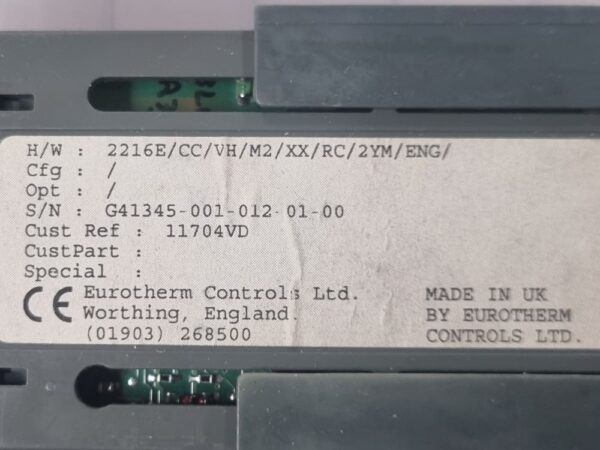 H/W : 2216E/CC/VH/M2/XX/RC/2YM/ENG/
Cfg : /
Opt : /
S/N : G41345-001-012-01-00
Cust Ref : 11704VD
CustPart :
Special :
CE Eurotherm Controls Ltd.
Worthing, England.
(01903) 268500
MADE IN UK
BY EUROTHERM
CONTROLS LTD.